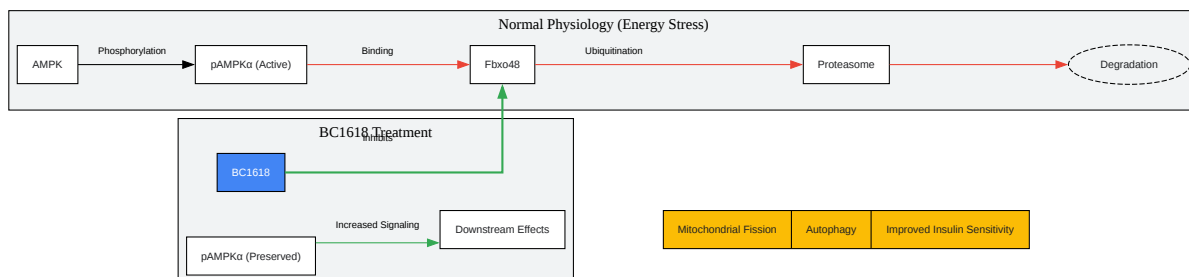 Normal Physiology (Energy Stress)
Phosphorylation
Binding
Ubiquitination
AMPK
pAMPKα (Active)
Fbxo48
Proteasome
Degradation
BC1618 Treatment
Inhibits
BC1618
Increased Signaling
Downstream Effects
pAMPKα (Preserved)
Mitochondrial Fission
Autophagy
Improved Insulin Sensitivity